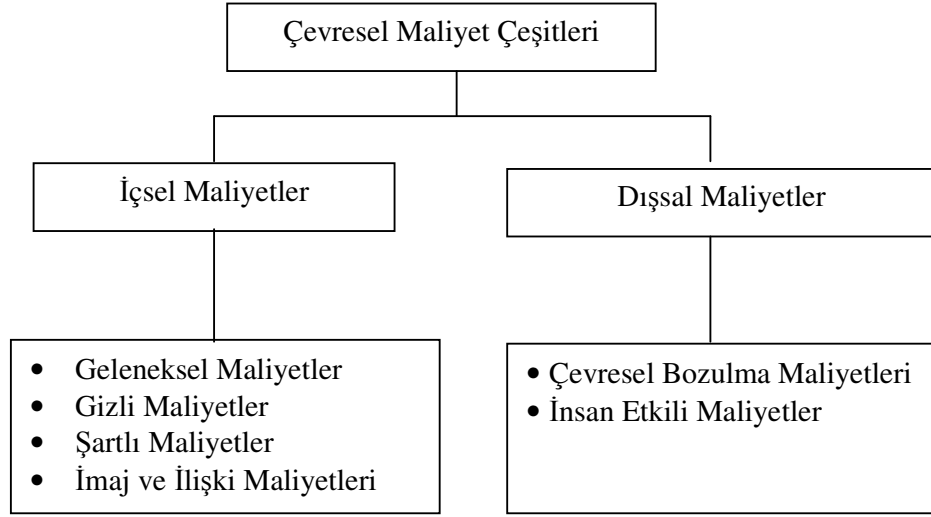 Çevresel Maliyet Çeşitleri
İçsel Maliyetler
Dışsal Maliyetler
• Geleneksel Maliyetler
• Gizli Maliyetler
• Şartlı Maliyetler
• İmaj ve İlişki Maliyetleri
• Çevresel Bozulma Maliyetleri
• İnsan Etkili Maliyetler